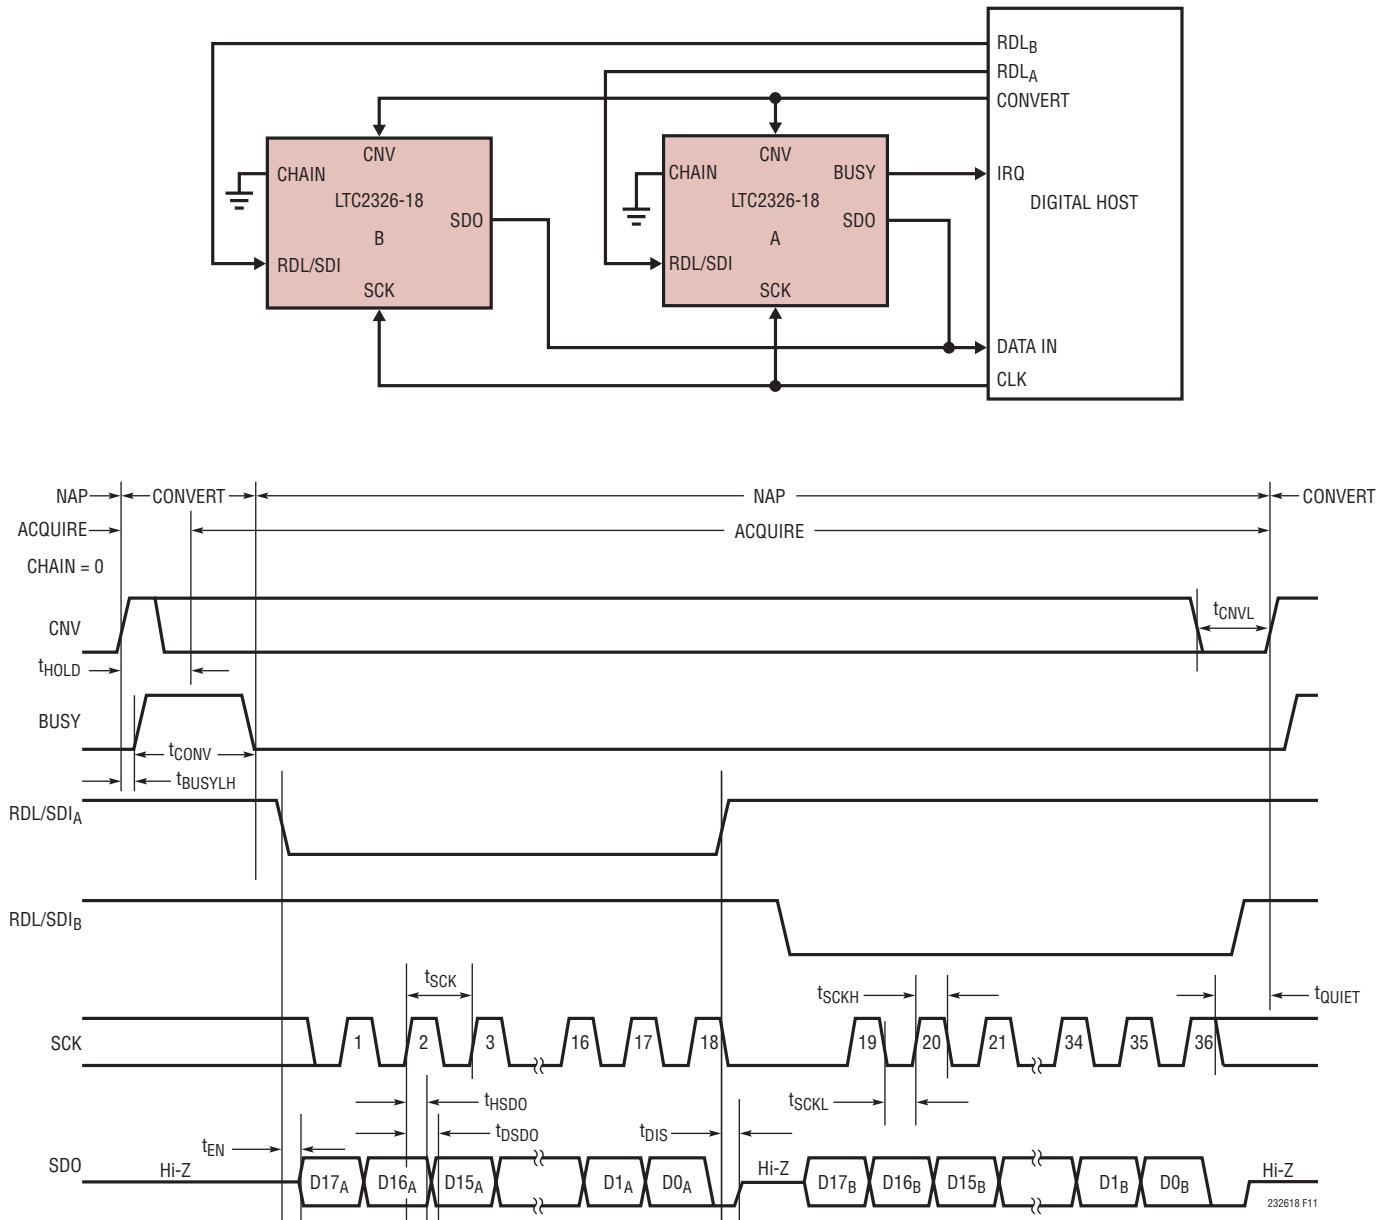 RDLB
RDLA
CONVERT
CNV
CHAIN
LTC2326-18
SDO
B
RDL/SDI
SCK
CNV
CHAIN
BUSY
LTC2326-18
SDO
A
RDL/SDI
SCK
IRQ
DIGITAL HOST
DATA IN
CLK
NAP CONVERT NAP CONVERT
ACQUIRE ACQUIRE
CHAIN = 0
CNV tCNVL
tHOLD
BUSY
tCONV
tBUSYLH
RDL/SDIA
RDL/SDIB
tSCK tSCKH tQUIET
SCK 1 2 3 16 17 18 19 20 21 34 35 36
tHSDO tSCKL
tEN tDSDO tDIS
SDO Hi-Z D17A D16A D15A D1A D0A Hi-Z D17B D16B D15B D1B D0B Hi-Z
232618 F11